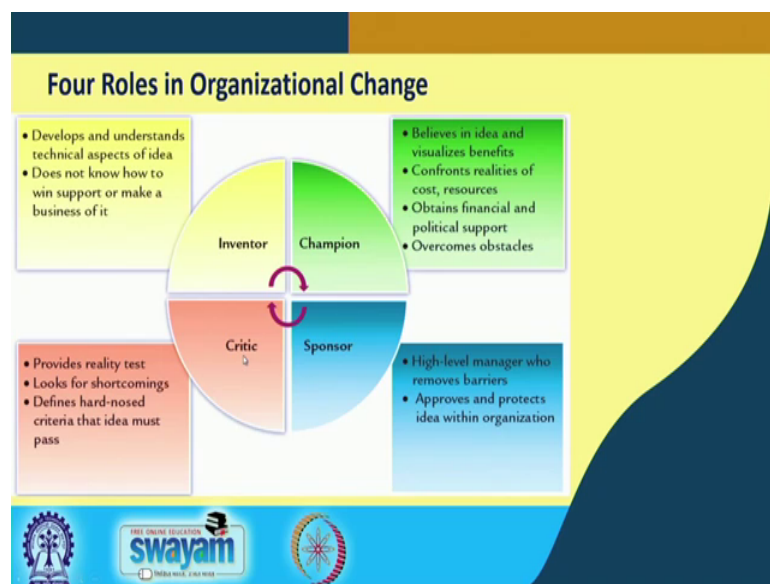 Four Roles in Organizational Change
• Develops and understands
technical aspects of idea
• Does not know how to
win support or make a
business of it
• Believes in idea and
visualizes benefits
• Confronts realities of
cost, resources
• Obtains financial and
political support
• Overcomes obstacles
Inventor
Champion
Critic
Sponsor
• Provides reality test
• Looks for shortcomings
• Defines hard-nosed
criteria that idea must
pass
• High-level manager who
removes barriers
• Approves and protects
idea within organization
FREE ONLINE EDUCATION
swayam